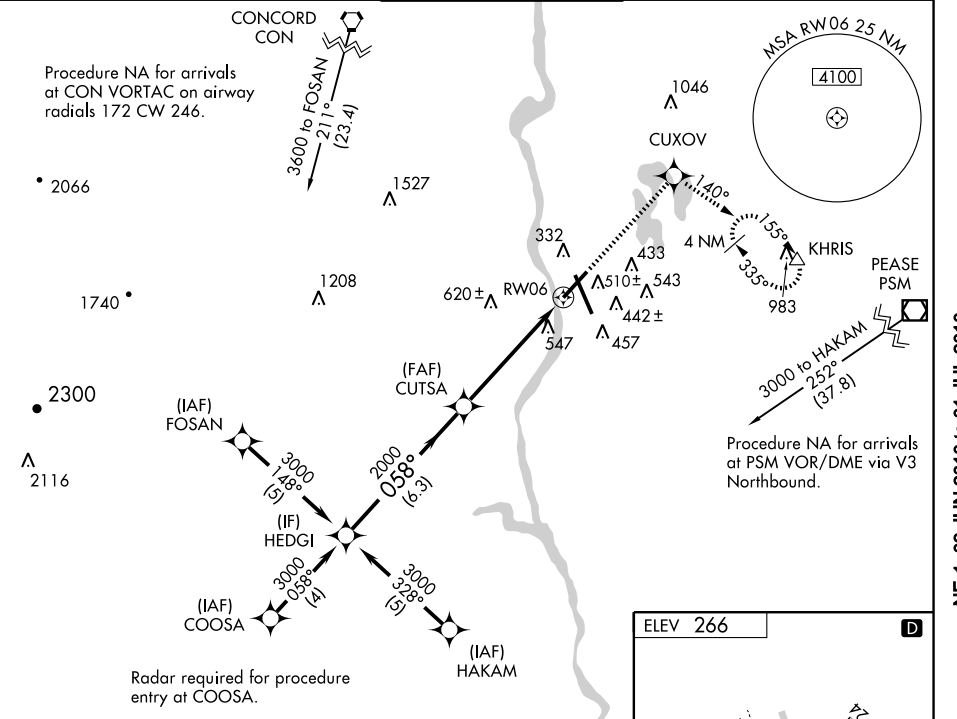 CONCORD
CON
MSA RW06 25 NM
4100
Procedure NA for arrivals
at CON VORTAC on airway
radials 172 CW 246.
3600 to FOSAN
211°
(23.4)
1046
CUXOV
140°
2066
1527
155°
4 NM
KHRIS
335°
983
332
433
PEASE
PSM
1740
1208
620 ±
RW06
510±
543
442 ±
547
457
3000 to HAKAM
252°
(37.8)
(FAF)
CUTSA
2300
(IAF)
FOSAN
Procedure NA for arrivals
at PSM VOR/DME via V3
Northbound.
2116
3000
148°
(5)
2000
058°
(6.3)
(IF)
HEDGI
3000
058°
(4)
3000
328°
(5)
(IAF)
COOSA
(IAF)
HAKAM
Radar required for procedure
entry at COOSA.
ELEV 266
D
24